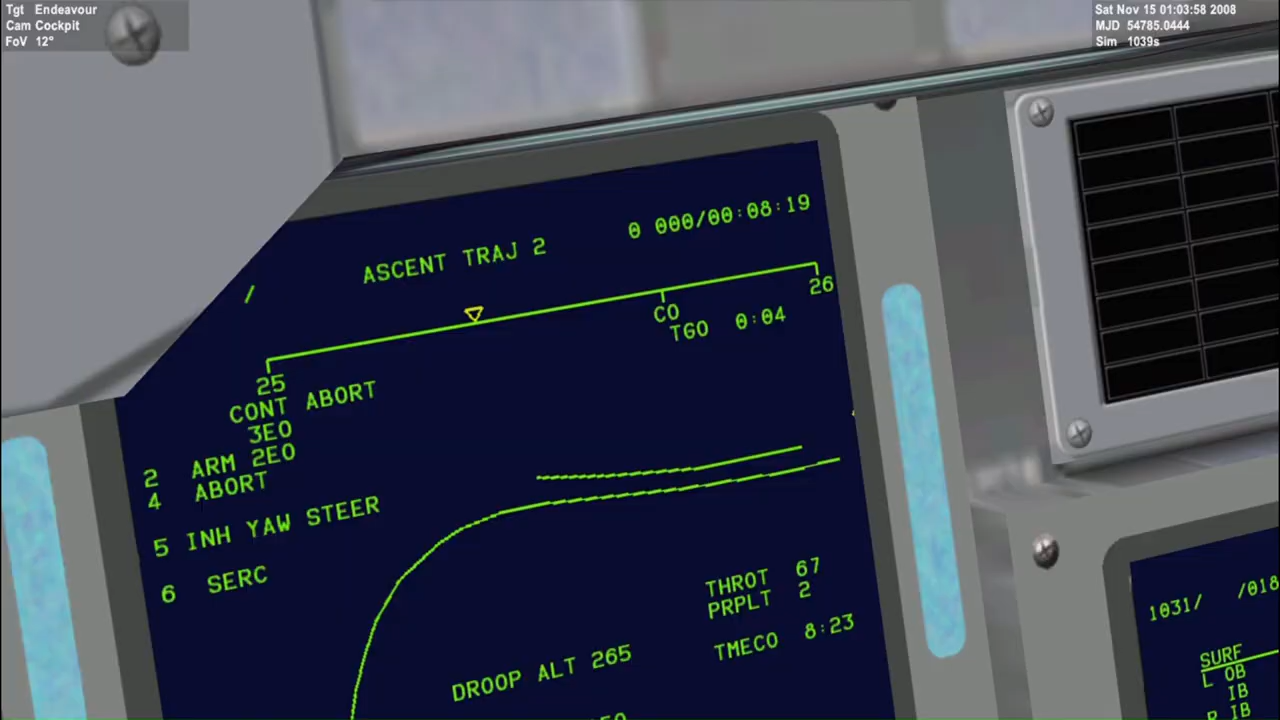 Tgt Endeavour
Cam Cockpit
FoV 12°
Sat Nov 15 01:03:58 2008
MJD 54785.0444
Sim 1039s
0 000/00:08:19
ASCENT TRAJ 2
/
25
CO
26
TGO 0:04
CONT ABORT
3EO
2 ARM 2EO
4 ABORT
5 INH YAW STEER
6 SERC
THROT 67
PRPLT 2
TMECO 8:23
DROOP ALT 265
1031/ /018
SURF
L OB
IB
R IB